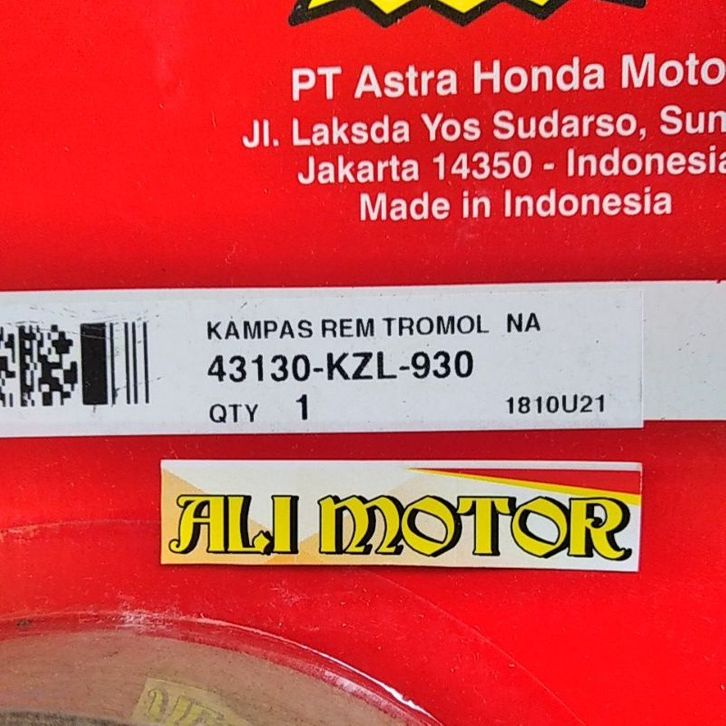 PT Astra Honda Moto
Jl. Laksda Yos Sudarso, Sun
Jakarta 14350 - Indonesia
Made in Indonesia
KAMPAS REM TROMOL NA
43130-KZL-930
QTY 1 1810U21
ALI MOTOR